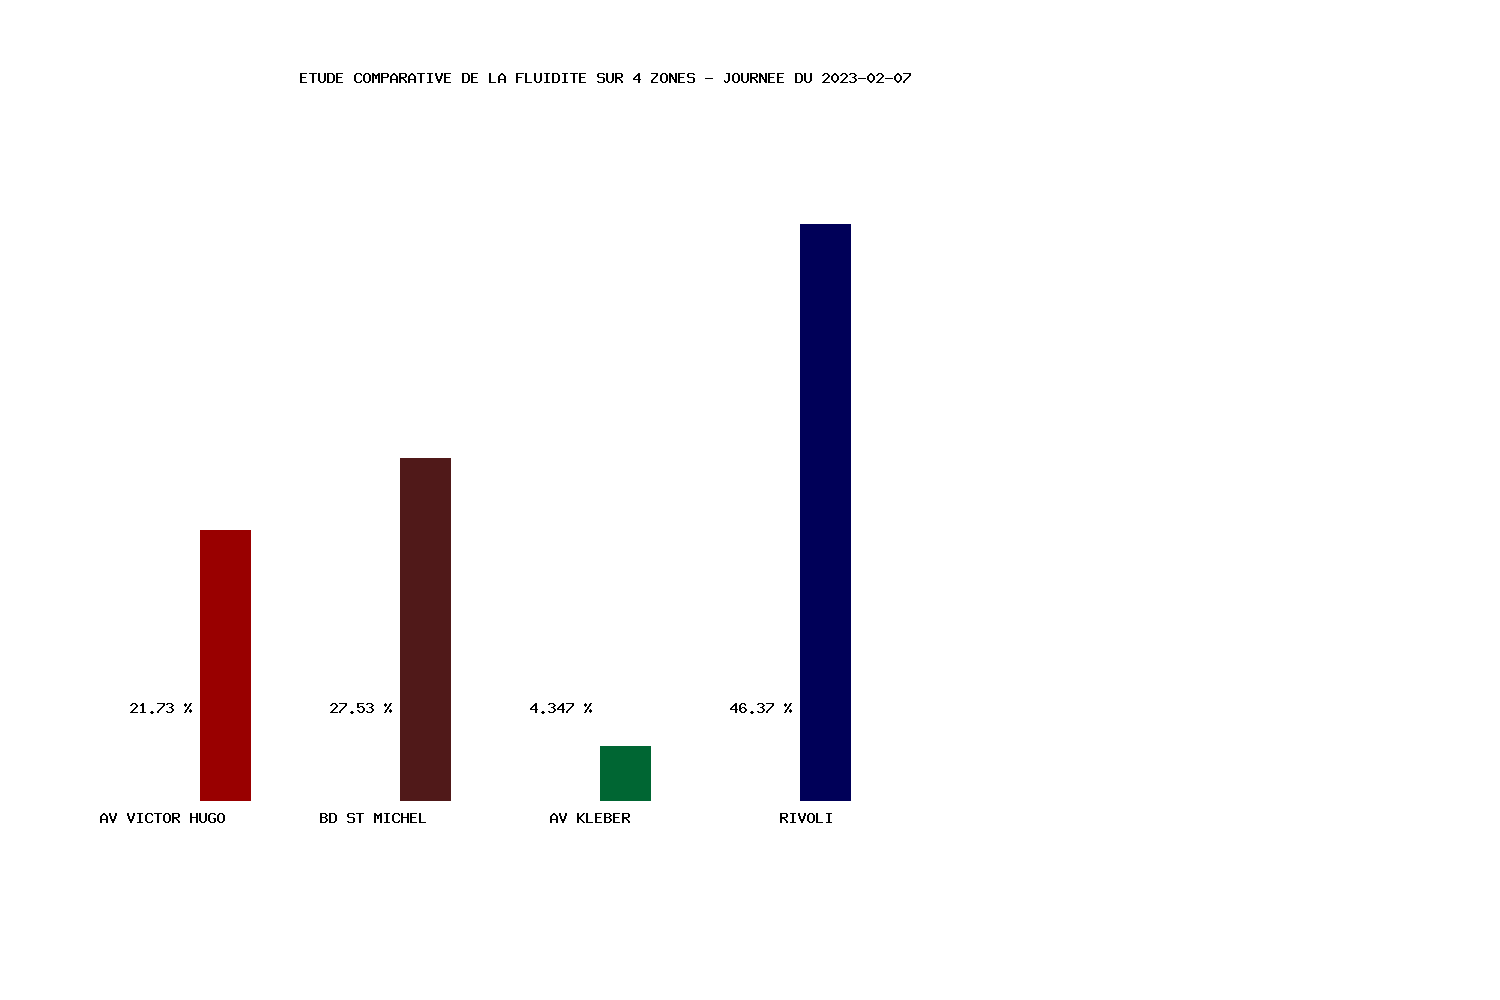 ETUDE COMPARATIVE DE LA FLUIDITE SUR 4 ZONES - JOURNEE DU 2023-02-07
21.73 % 27.53 % 4.347 % 46.37 %
AV VICTOR HUGO BD ST MICHEL AV KLEBER RIVOLI